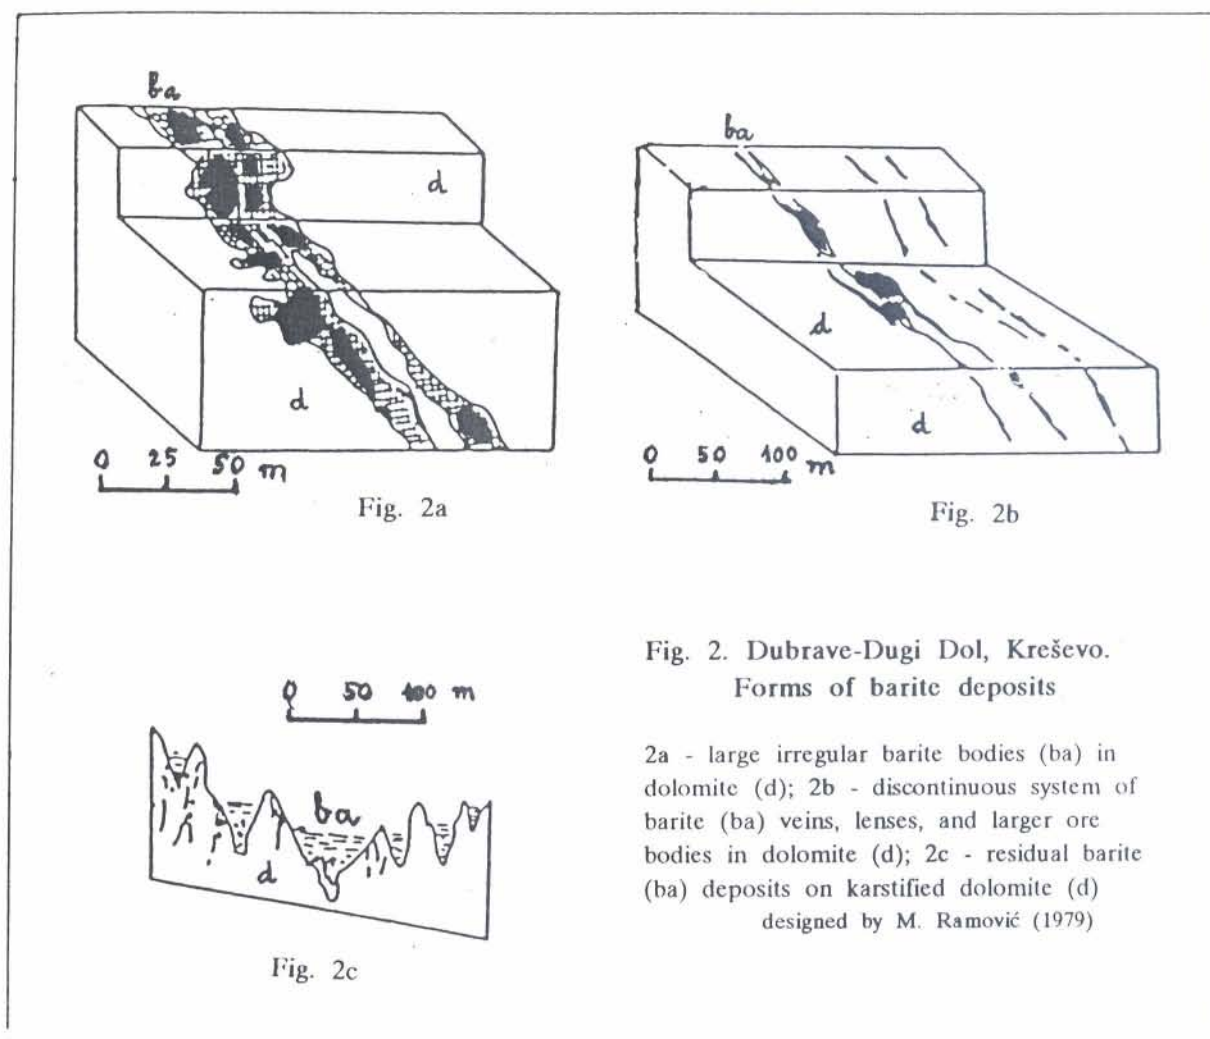 ba
d
d
0 25 50 m
Fig. 2a
ba
d
d
0 50 100 m
Fig. 2b
0 50 100 m
ba
d
Fig. 2c
Fig. 2. Dubrave-Dugi Dol, Kreševo.
Forms of barite deposits
2a - large irregular barite bodies (ba) in
dolomite (d); 2b - discontinuous system of
barite (ba) veins, lenses, and larger ore
bodies in dolomite (d); 2c - residual barite
(ba) deposits on karstified dolomite (d)
designed by M. Ramović (1979)